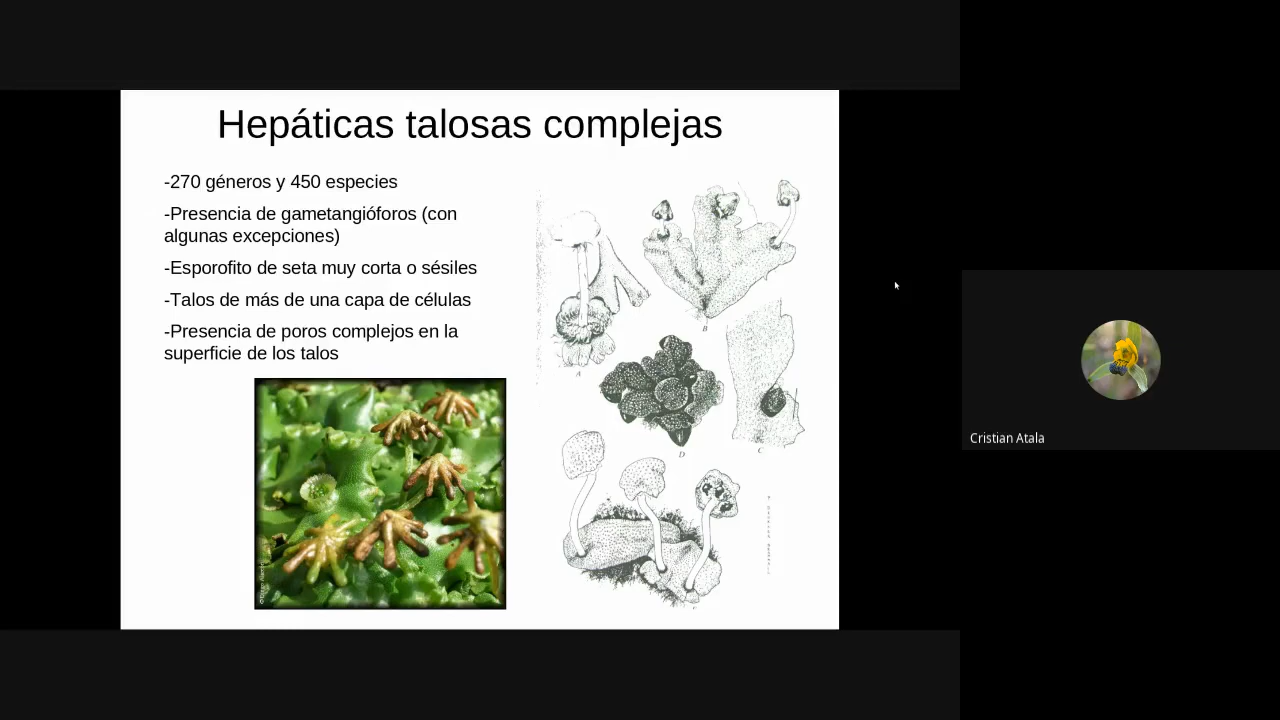 Hepáticas talosas complejas
-270 géneros y 450 especies
-Presencia de gametangióforos (con
algunas excepciones)
-Esporofito de seta muy corta o sésiles
-Talos de más de una capa de células
-Presencia de poros complejos en la
superficie de los talos
A
B
C
D
Cristian Atala